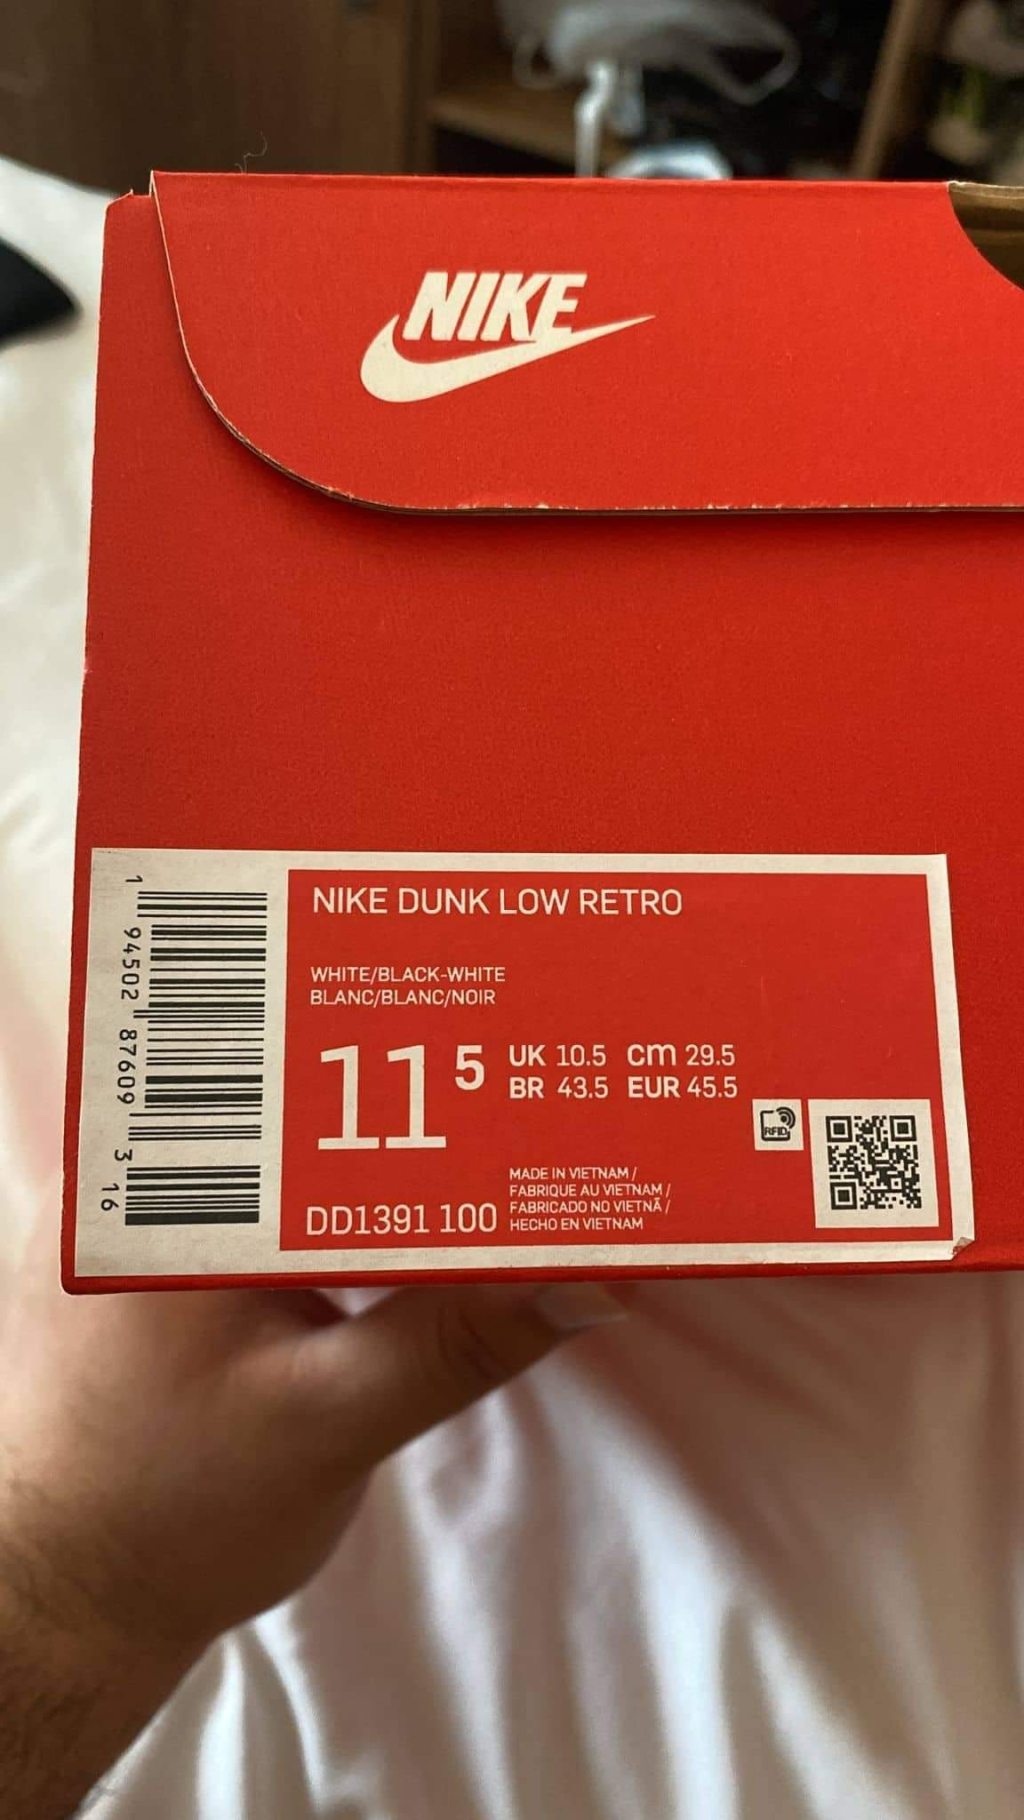 NIKE
NIKE DUNK LOW RETRO
WHITE/BLACK-WHITE
BLANC/BLANC/NOIR
11 5
UK 10.5 cm 29.5
BR 43.5 EUR 45.5
RFID
MADE IN VIETNAM /
FABRIQUE AU VIETNAM /
FABRICADO NO VIETNÃ /
HECHO EN VIETNAM
DD1391 100
1 94502 87609 3 16